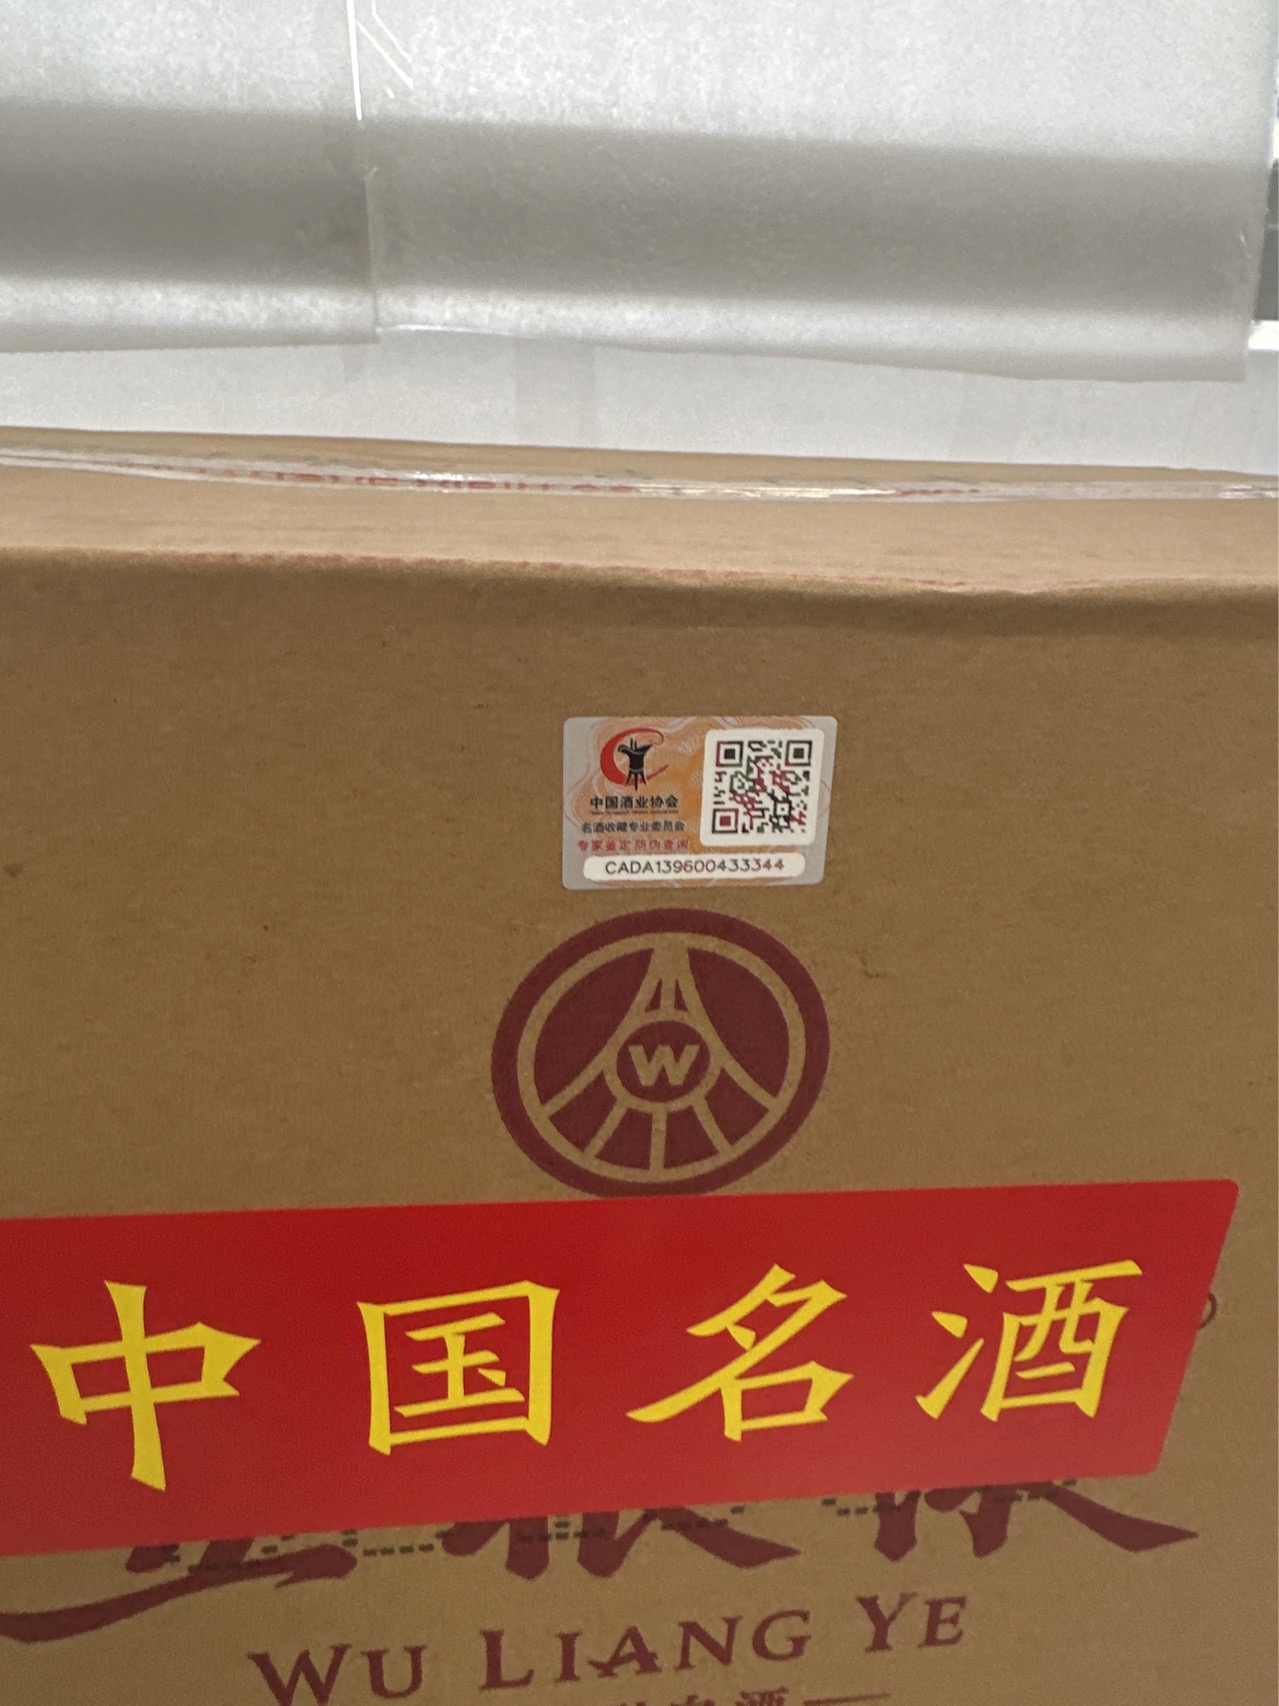 中国酒业协会
名酒收藏专业委员会
专家鉴定 防伪查询
CADA139600433344
W
中国名酒
WU LIANG YE